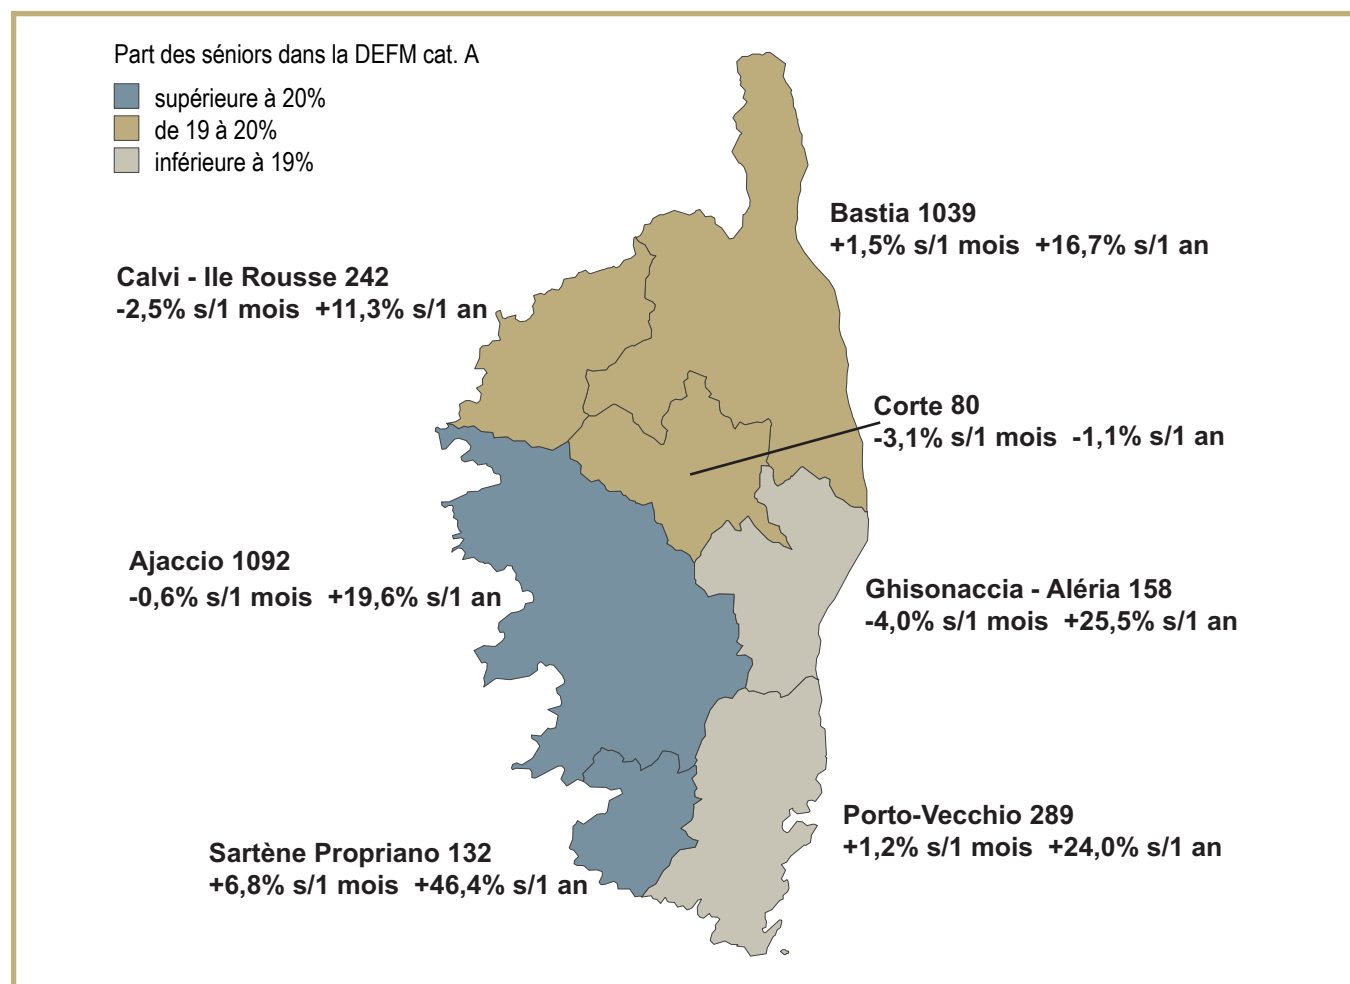 Part des séniors dans la DEFM cat. A
supérieure à 20%
de 19 à 20%
inférieure à 19%
Bastia 1039
+1,5% s/1 mois +16,7% s/1 an
Calvi - Ile Rousse 242
-2,5% s/1 mois +11,3% s/1 an
Corte 80
-3,1% s/1 mois -1,1% s/1 an
Ajaccio 1092
-0,6% s/1 mois +19,6% s/1 an
Ghisonaccia - Aléria 158
-4,0% s/1 mois +25,5% s/1 an
Porto-Vecchio 289
+1,2% s/1 mois +24,0% s/1 an
Sartène Propriano 132
+6,8% s/1 mois +46,4% s/1 an